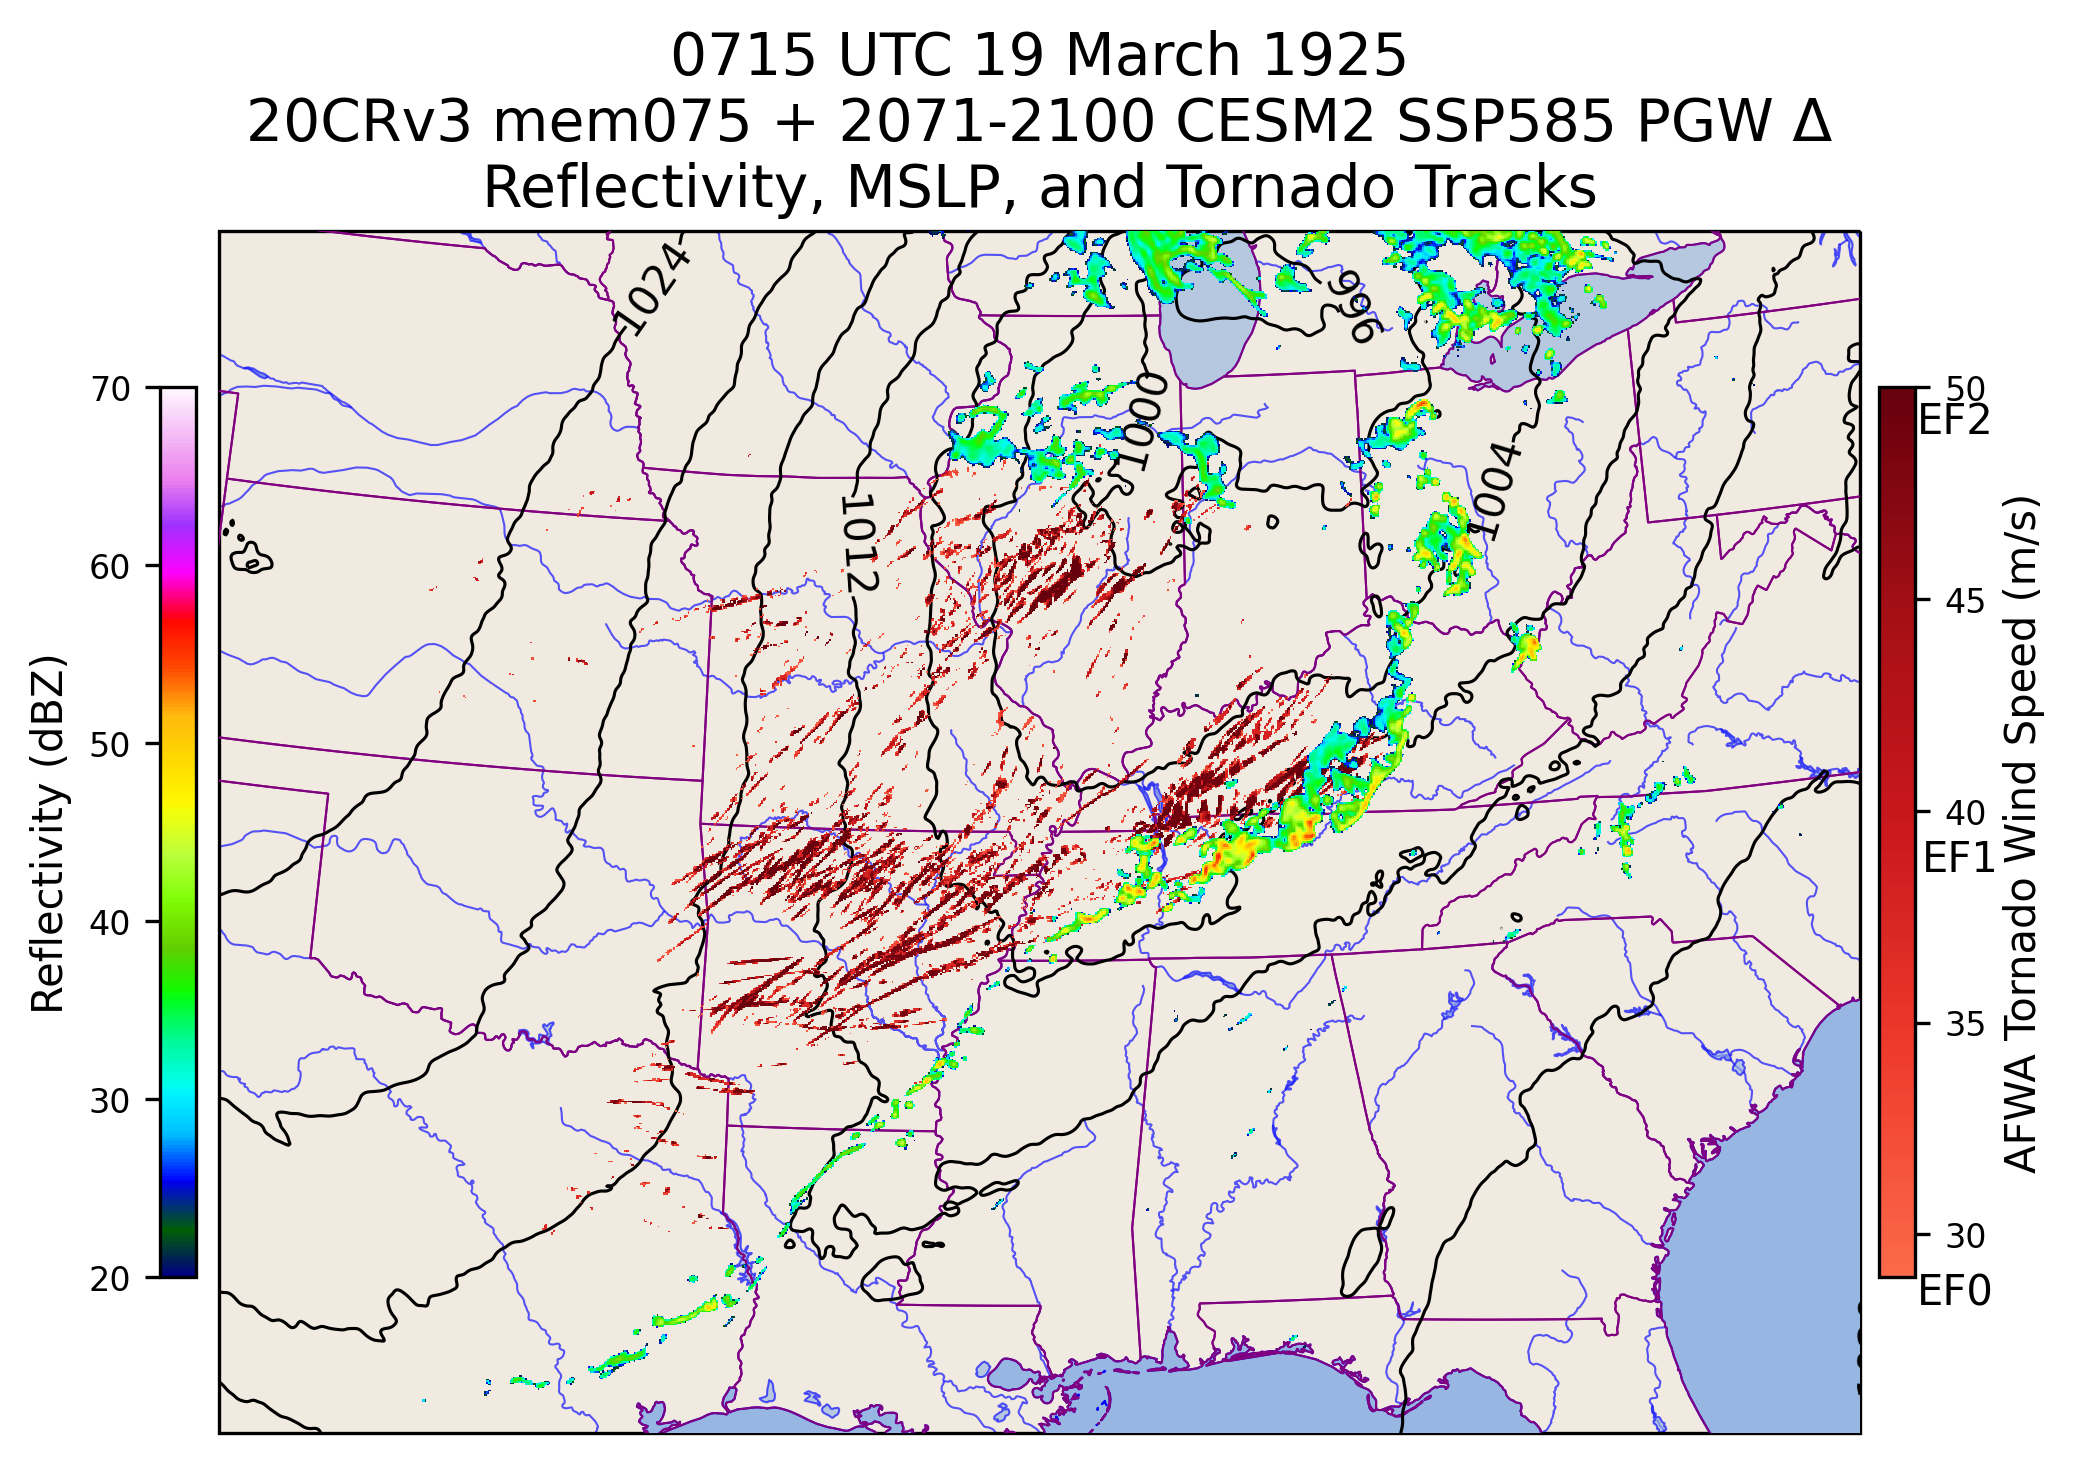 0715 UTC 19 March 1925
20CRv3 mem075 + 2071-2100 CESM2 SSP585 PGW Δ
Reflectivity, MSLP, and Tornado Tracks
1024
996
1000
1004
1012
70
60
50
40
30
20
Reflectivity (dBZ)
50
EF2
45
40
EF1
35
30
EF0
AFWA Tornado Wind Speed (m/s)